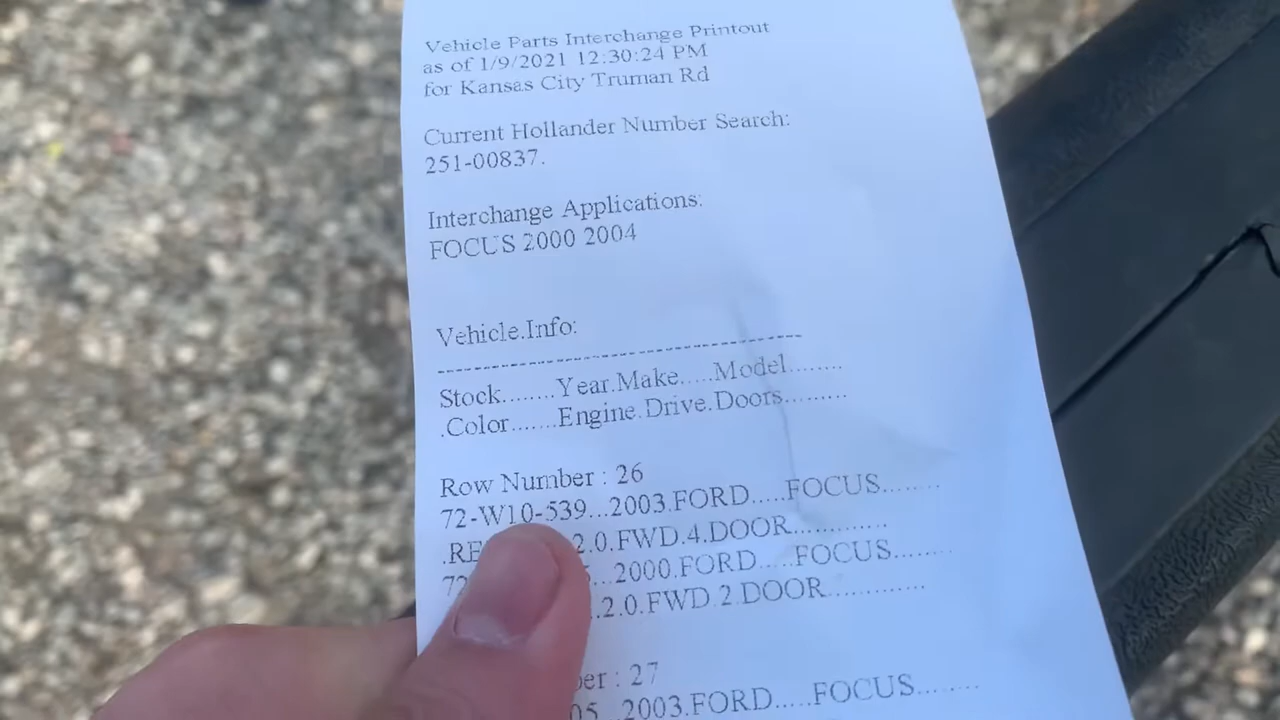 Vehicle Parts Interchange Printout
as of 1/9/2021 12:30:24 PM
for Kansas City Truman Rd
Current Hollander Number Search:
251-00837.
Interchange Applications:
FOCUS 2000 2004
Vehicle.Info:
-----------------------------------------
Stock........Year.Make.....Model........
.Color.......Engine.Drive.Doors.........
Row Number : 26
72-W10-539...2003.FORD.....FOCUS........
2.0.FWD.4.DOOR.............
...2000.FORD.....FOCUS........
.2.0.FWD.2.DOOR.............
: 27
2003.FORD.....FOCUS........